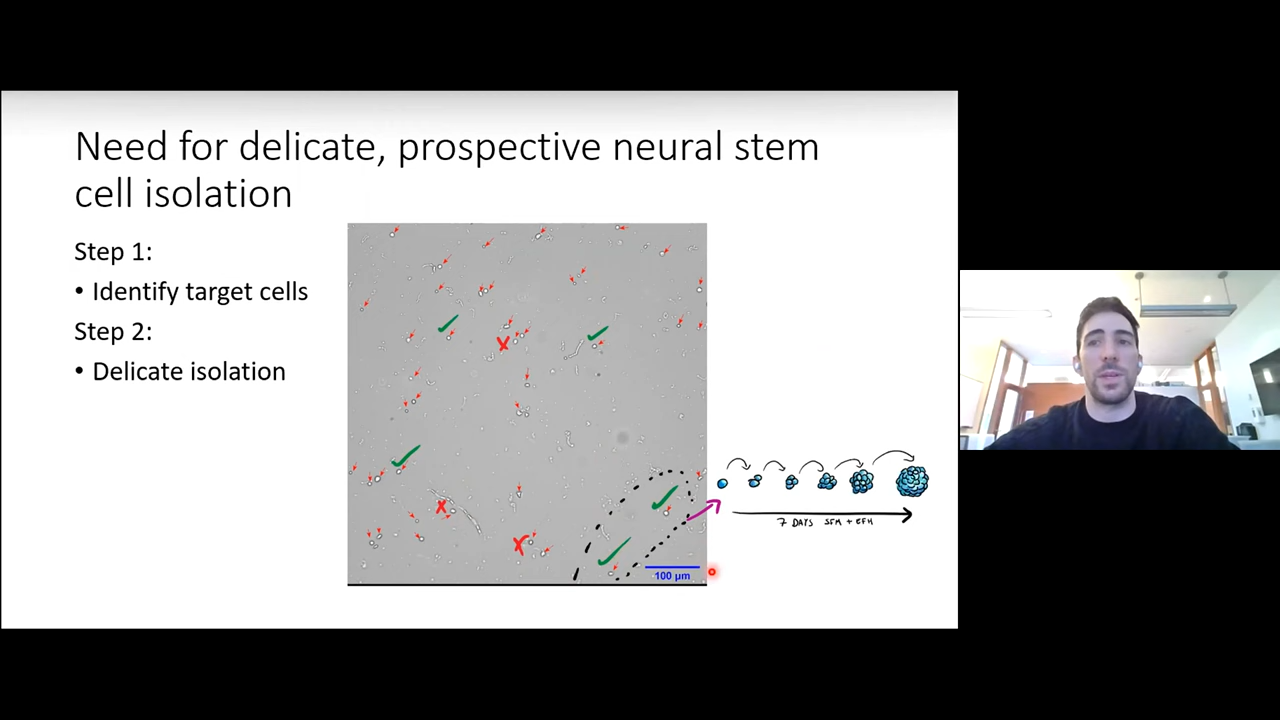 Need for delicate, prospective neural stem
cell isolation
Step 1:
• Identify target cells
Step 2:
• Delicate isolation
100 μm
7 DAYS SFM + EFH